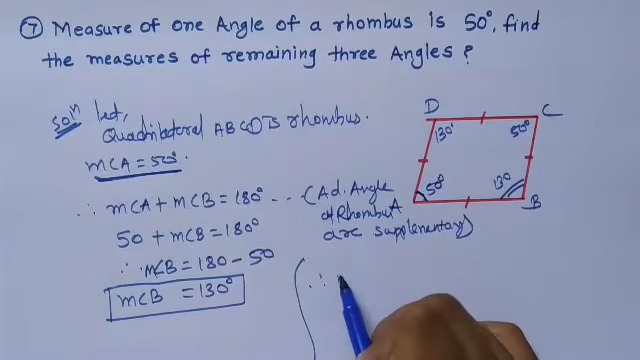 ⑦ Measure of one Angle of a rhombus is 50°, find
the measures of remaining three Angles ?
Solⁿ let,
Quadrilateral ABCD is rhombus.
m∠A = 50°.
∴ m∠A + m∠B = 180° --- (Ad. Angle
of Rhombus
are supplementary)
50 + m∠B = 180°
∴ m∠B = 180 - 50
m∠B = 130°
∴
D
C
130°
50°
50°
130
A
B